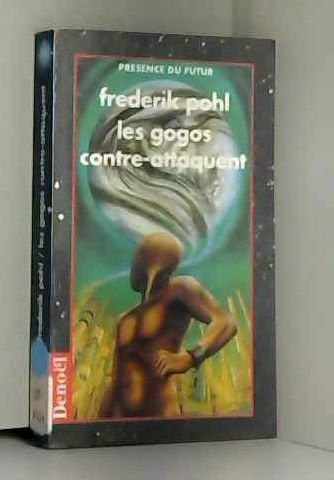 PRESENCE DU FUTUR
frederik pohl
les gogos
contre-attaquent
Denoël
frederik pohl / les gogos contre-attaquent